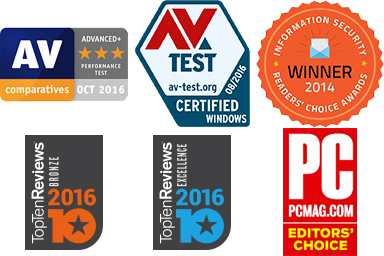 AV
comparatives
ADVANCED+
PERFORMANCE
TEST
OCT 2016
AV
TEST
av-test.org
08/2016
CERTIFIED
WINDOWS
INFORMATION SECURITY
WINNER
2014
READERS' CHOICE AWARDS
TopTenReviews
BRONZE
2016
10
TopTenReviews
EXCELLENCE
2016
10
PC
PCMAG.COM
EDITORS'
CHOICE